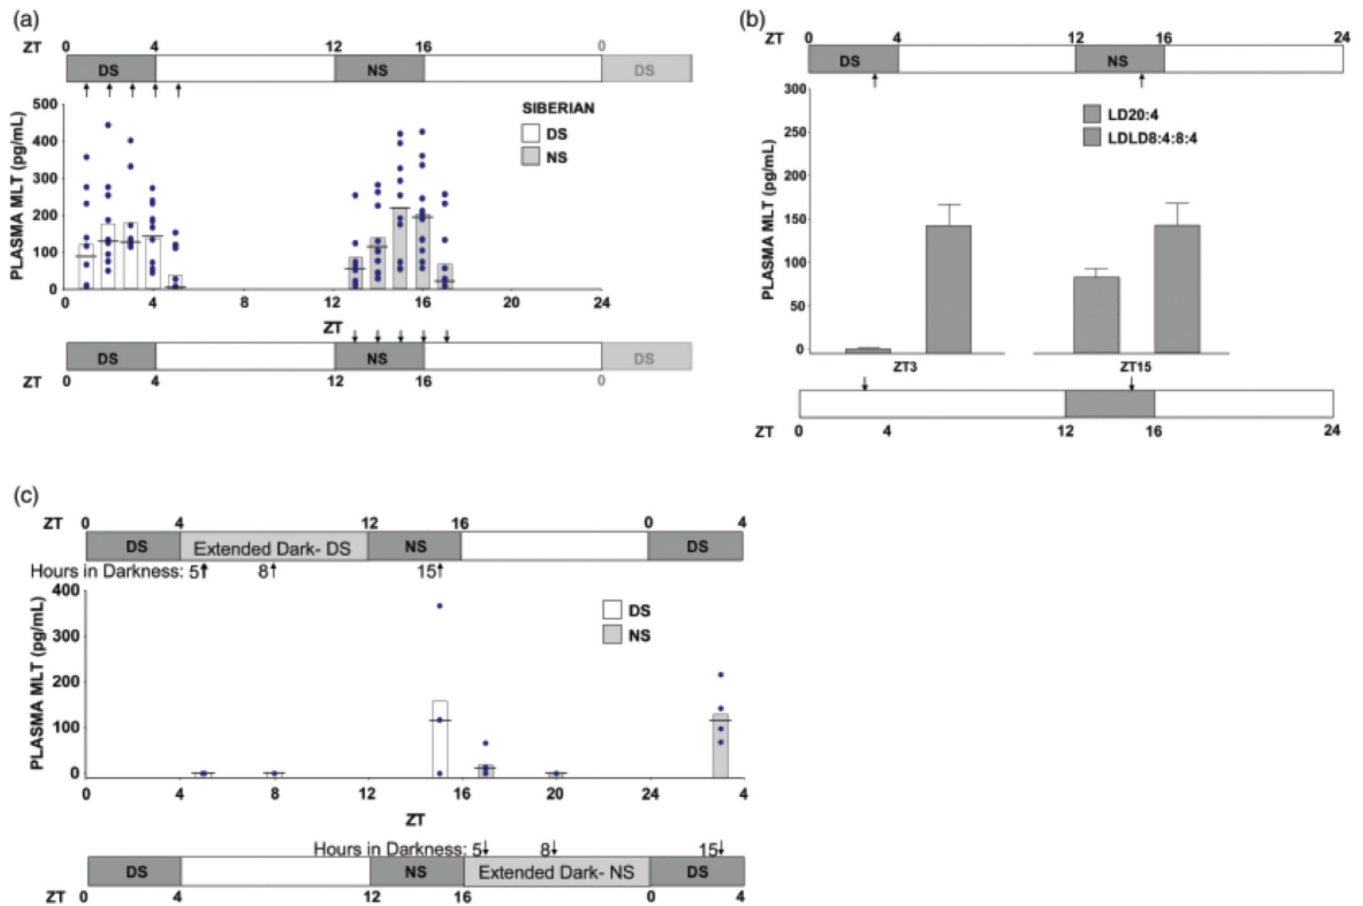 (a)
ZT 0 4 12 16 0
DS NS DS
SIBERIAN
DS
NS
PLASMA MLT (pg/mL)
500
400
300
200
100
0
0 4 8 12 16 20 24
ZT
DS NS DS
ZT 0 4 12 16 0
(b)
ZT 0 4 12 16 24
DS NS
LD20:4
LDLD8:4:8:4
PLASMA MLT (pg/mL)
300
250
200
150
100
50
0
ZT3 ZT15
ZT 0 4 12 16 24
(c)
ZT 0 4 12 16 0 4
DS Extended Dark- DS NS DS
Hours in Darkness: 5 8 15
DS
NS
PLASMA MLT (pg/mL)
400
300
200
100
0
0 4 8 12 16 20 24 4
ZT
Hours in Darkness: 5 8 15
DS NS Extended Dark- NS DS
ZT 0 4 12 16 0 4